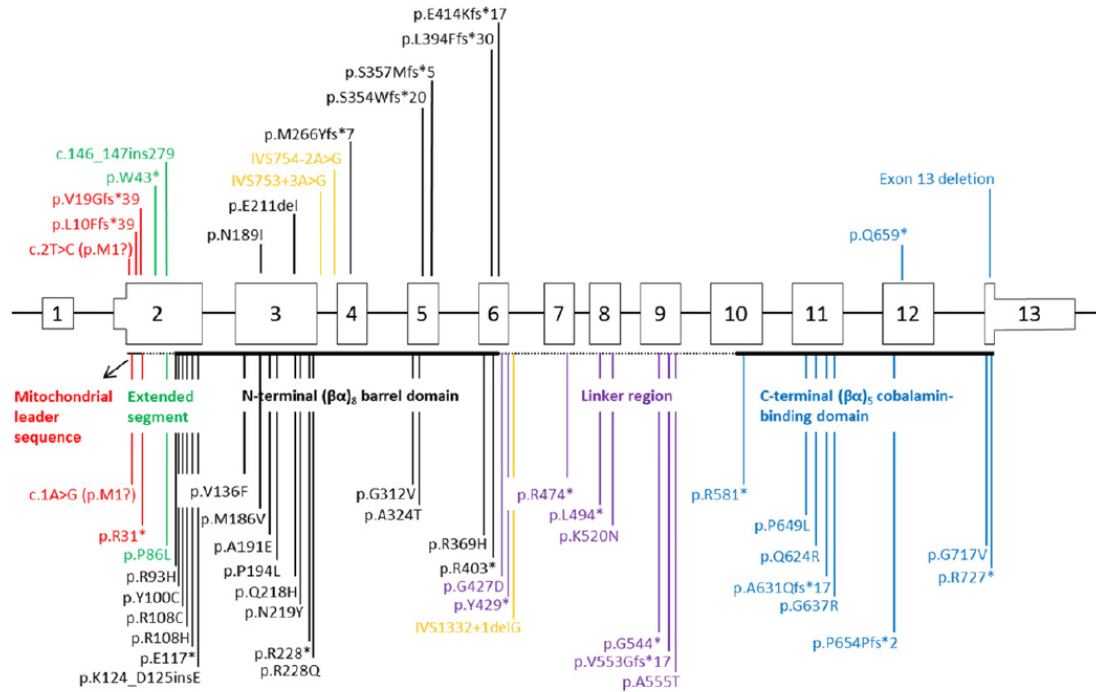 p.E414Kfs*17
p.L394Ffs*30
p.S357Mfs*5
p.S354Wfs*20
p.M266Yfs*7
c.146_147ins279
IVS754-2A>G
p.W43*
IVS753+3A>G
Exon 13 deletion
p.V19Gfs*39
p.E211del
p.L10Ffs*39
p.N189I
p.Q659*
c.2T>C (p.M1?)
1 2 3 4 5 6 7 8 9 10 11 12 13
Mitochondrial
leader
sequence
Extended
segment
N-terminal (βα)8 barrel domain
Linker region
C-terminal (βα)5 cobalamin-
binding domain
c.1A>G (p.M1?)
p.V136F
p.G312V
p.R474*
p.R581*
p.M186V
p.A324T
p.L494*
p.P649L
p.R31*
p.K520N
p.A191E
p.R369H
p.Q624R
p.G717V
p.P86L
p.P194L
p.R403*
p.R727*
p.R93H
p.Q218H
p.G427D
p.A631Qfs*17
p.Y100C
p.N219Y
p.Y429*
p.G637R
p.R108C
IVS1332+1delG
p.R108H
p.G544*
p.P654Pfs*2
p.E117*
p.R228*
p.V553Gfs*17
p.K124_D125insE
p.R228Q
p.A555T